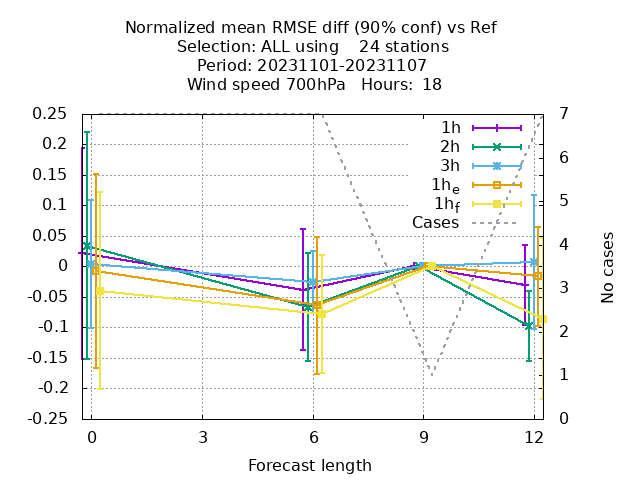 Normalized mean RMSE diff (90% conf) vs Ref
Selection: ALL using    24 stations
Period: 20231101-20231107
Wind speed 700hPa   Hours:  18
0.25
0.2
0.15
0.1
0.05
0
-0.05
-0.1
-0.15
-0.2
-0.25
7
6
5
4
3
2
1
0
1h
2h
3h
1he
1hf
Cases
No cases
0 3 6 9 12
Forecast length